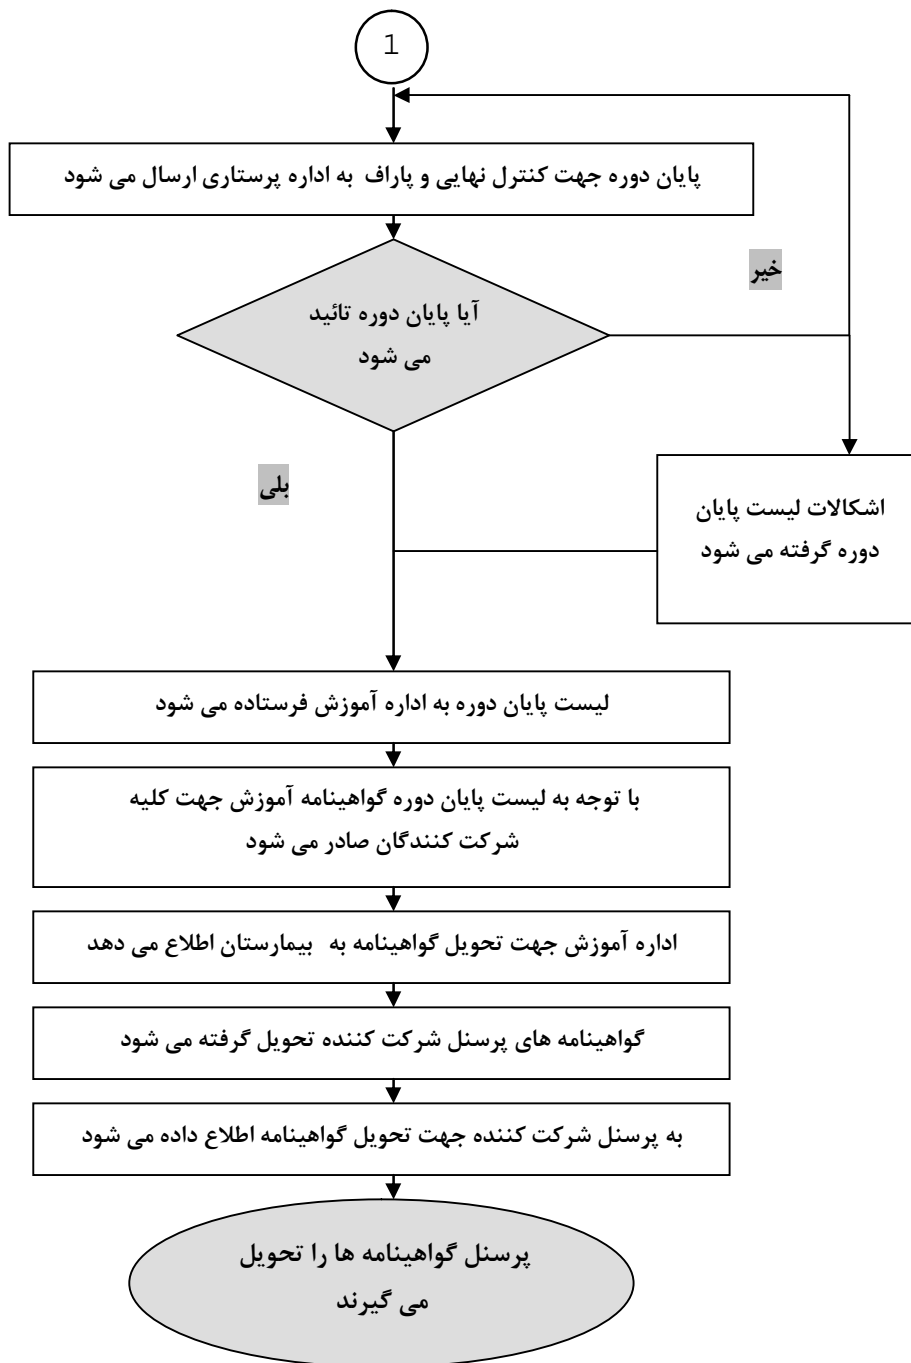 1
پایان دوره جهت کنترل نهایی و پاراف به اداره پرستاری ارسال می شود
خیر
آیا پایان دوره تائید
می شود
بلی
اشکالات لیست پایان
دوره گرفته می شود
لیست پایان دوره به اداره آموزش فرستاده می شود
با توجه به لیست پایان دوره گواهینامه آموزش جهت کلیه
شرکت کنندگان صادر می شود
اداره آموزش جهت تحویل گواهینامه به بیمارستان اطلاع می دهد
گواهینامه های پرسنل شرکت کننده تحویل گرفته می شود
به پرسنل شرکت کننده جهت تحویل گواهینامه اطلاع داده می شود
پرسنل گواهینامه ها را تحویل
می گیرند